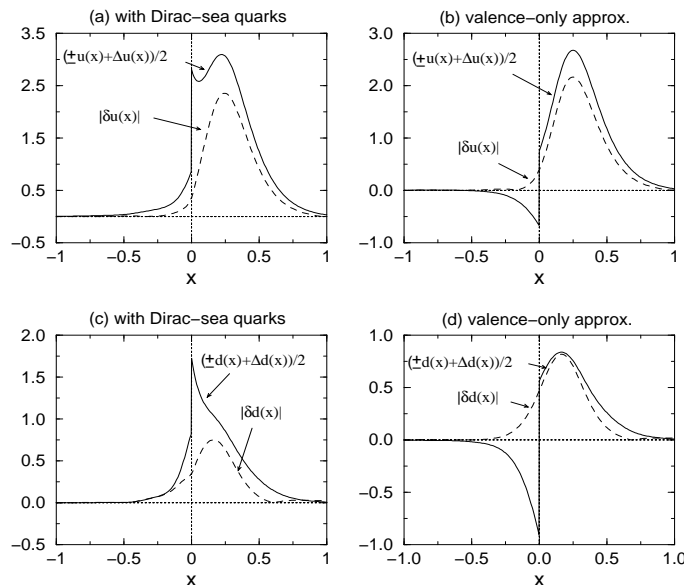 (a) with Dirac−sea quarks
3.5
2.5
1.5
0.5
−0.5
(±u(x)+Δu(x))/2
|δu(x)|
−1 −0.5 0 0.5 1
x
(b) valence−only approx.
3.0
2.0
1.0
0.0
−1.0
(±u(x)+Δu(x))/2
|δu(x)|
−1.0 −0.5 0.0 0.5 1.0
x
(c) with Dirac−sea quarks
2.0
1.5
1.0
0.5
0.0
(±d(x)+Δd(x))/2
|δd(x)|
−1 −0.5 0 0.5 1
x
(d) valence−only approx.
1.0
0.5
0.0
−0.5
−1.0
(±d(x)+Δd(x))/2
|δd(x)|
−1.0 −0.5 0.0 0.5 1.0
x